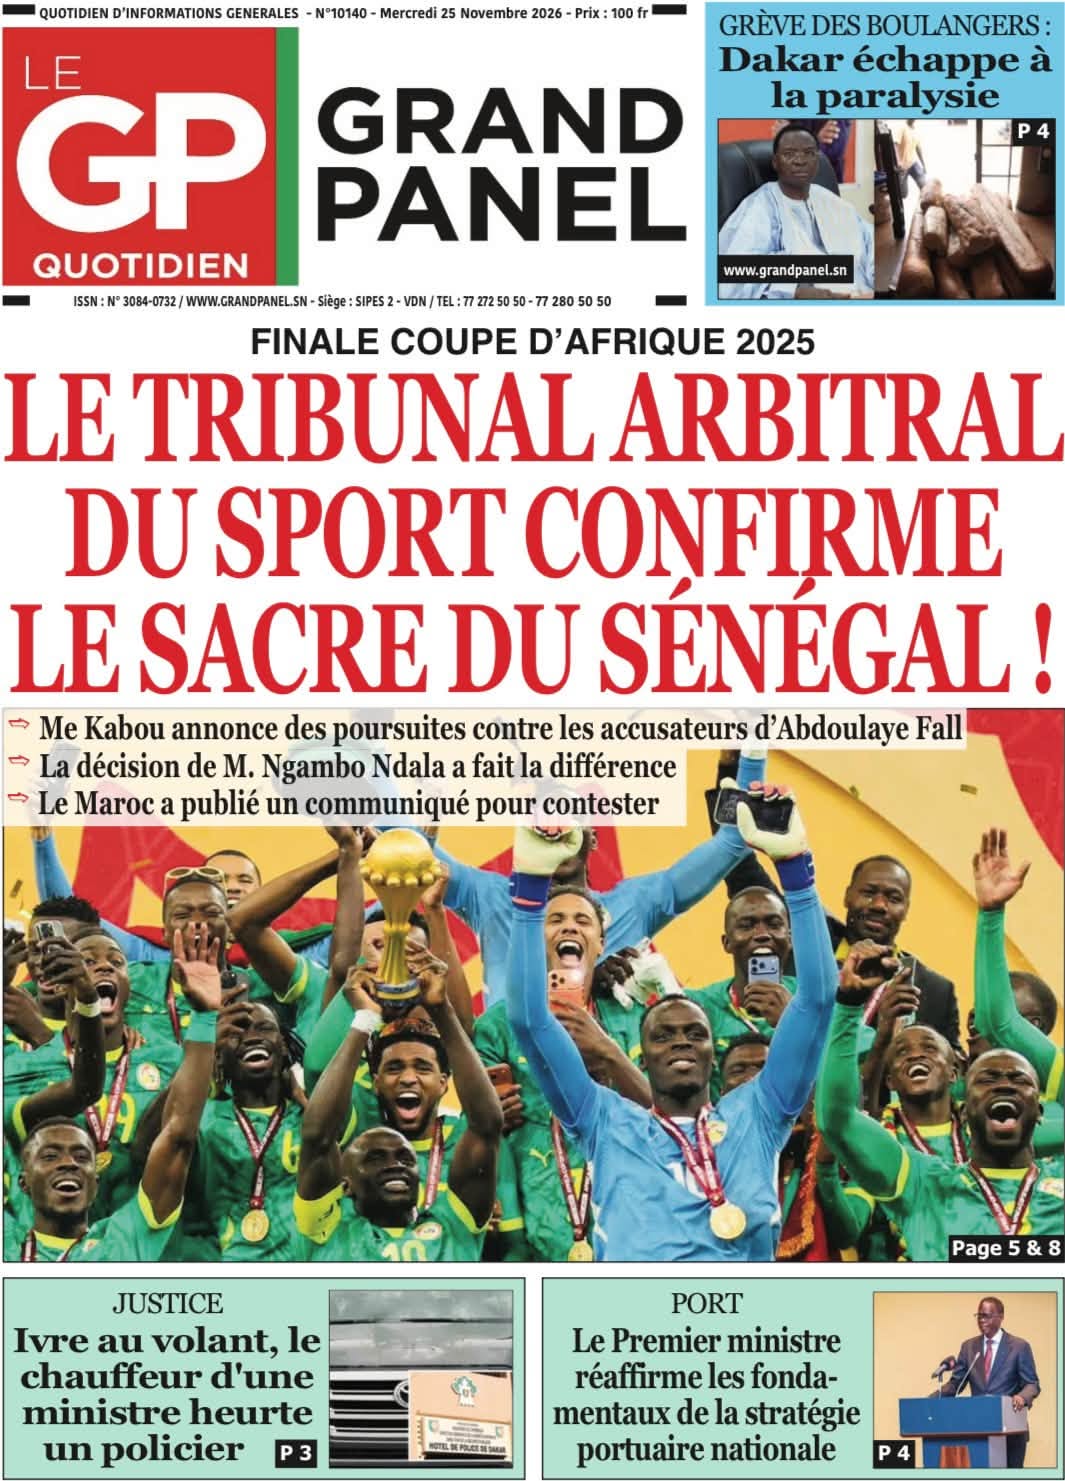 QUOTIDIEN D'INFORMATIONS GENERALES - N°10140 - Mercredi 25 Novembre 2026 - Prix : 100 fr
LE
GP
QUOTIDIEN
GRAND
PANEL
ISSN : N° 3084-0732 / WWW.GRANDPANEL.SN - Siège : SIPES 2 - VDN / TEL : 77 272 50 50 - 77 280 50 50
GRÈVE DES BOULANGERS :
Dakar échappe à
la paralysie
P 4
www.grandpanel.sn
FINALE COUPE D'AFRIQUE 2025
LE TRIBUNAL ARBITRAL
DU SPORT CONFIRME
LE SACRE DU SÉNÉGAL !
⇨ Me Kabou annonce des poursuites contre les accusateurs d'Abdoulaye Fall
⇨ La décision de M. Ngambo Ndala a fait la différence
⇨ Le Maroc a publié un communiqué pour contester
10
Page 5 & 8
JUSTICE
Ivre au volant, le
chauffeur d'une
ministre heurte
un policier
P 3
HOTEL DE POLICE DE DAKAR
PORT
Le Premier ministre
réaffirme les fonda-
mentaux de la stratégie
portuaire nationale
P 4